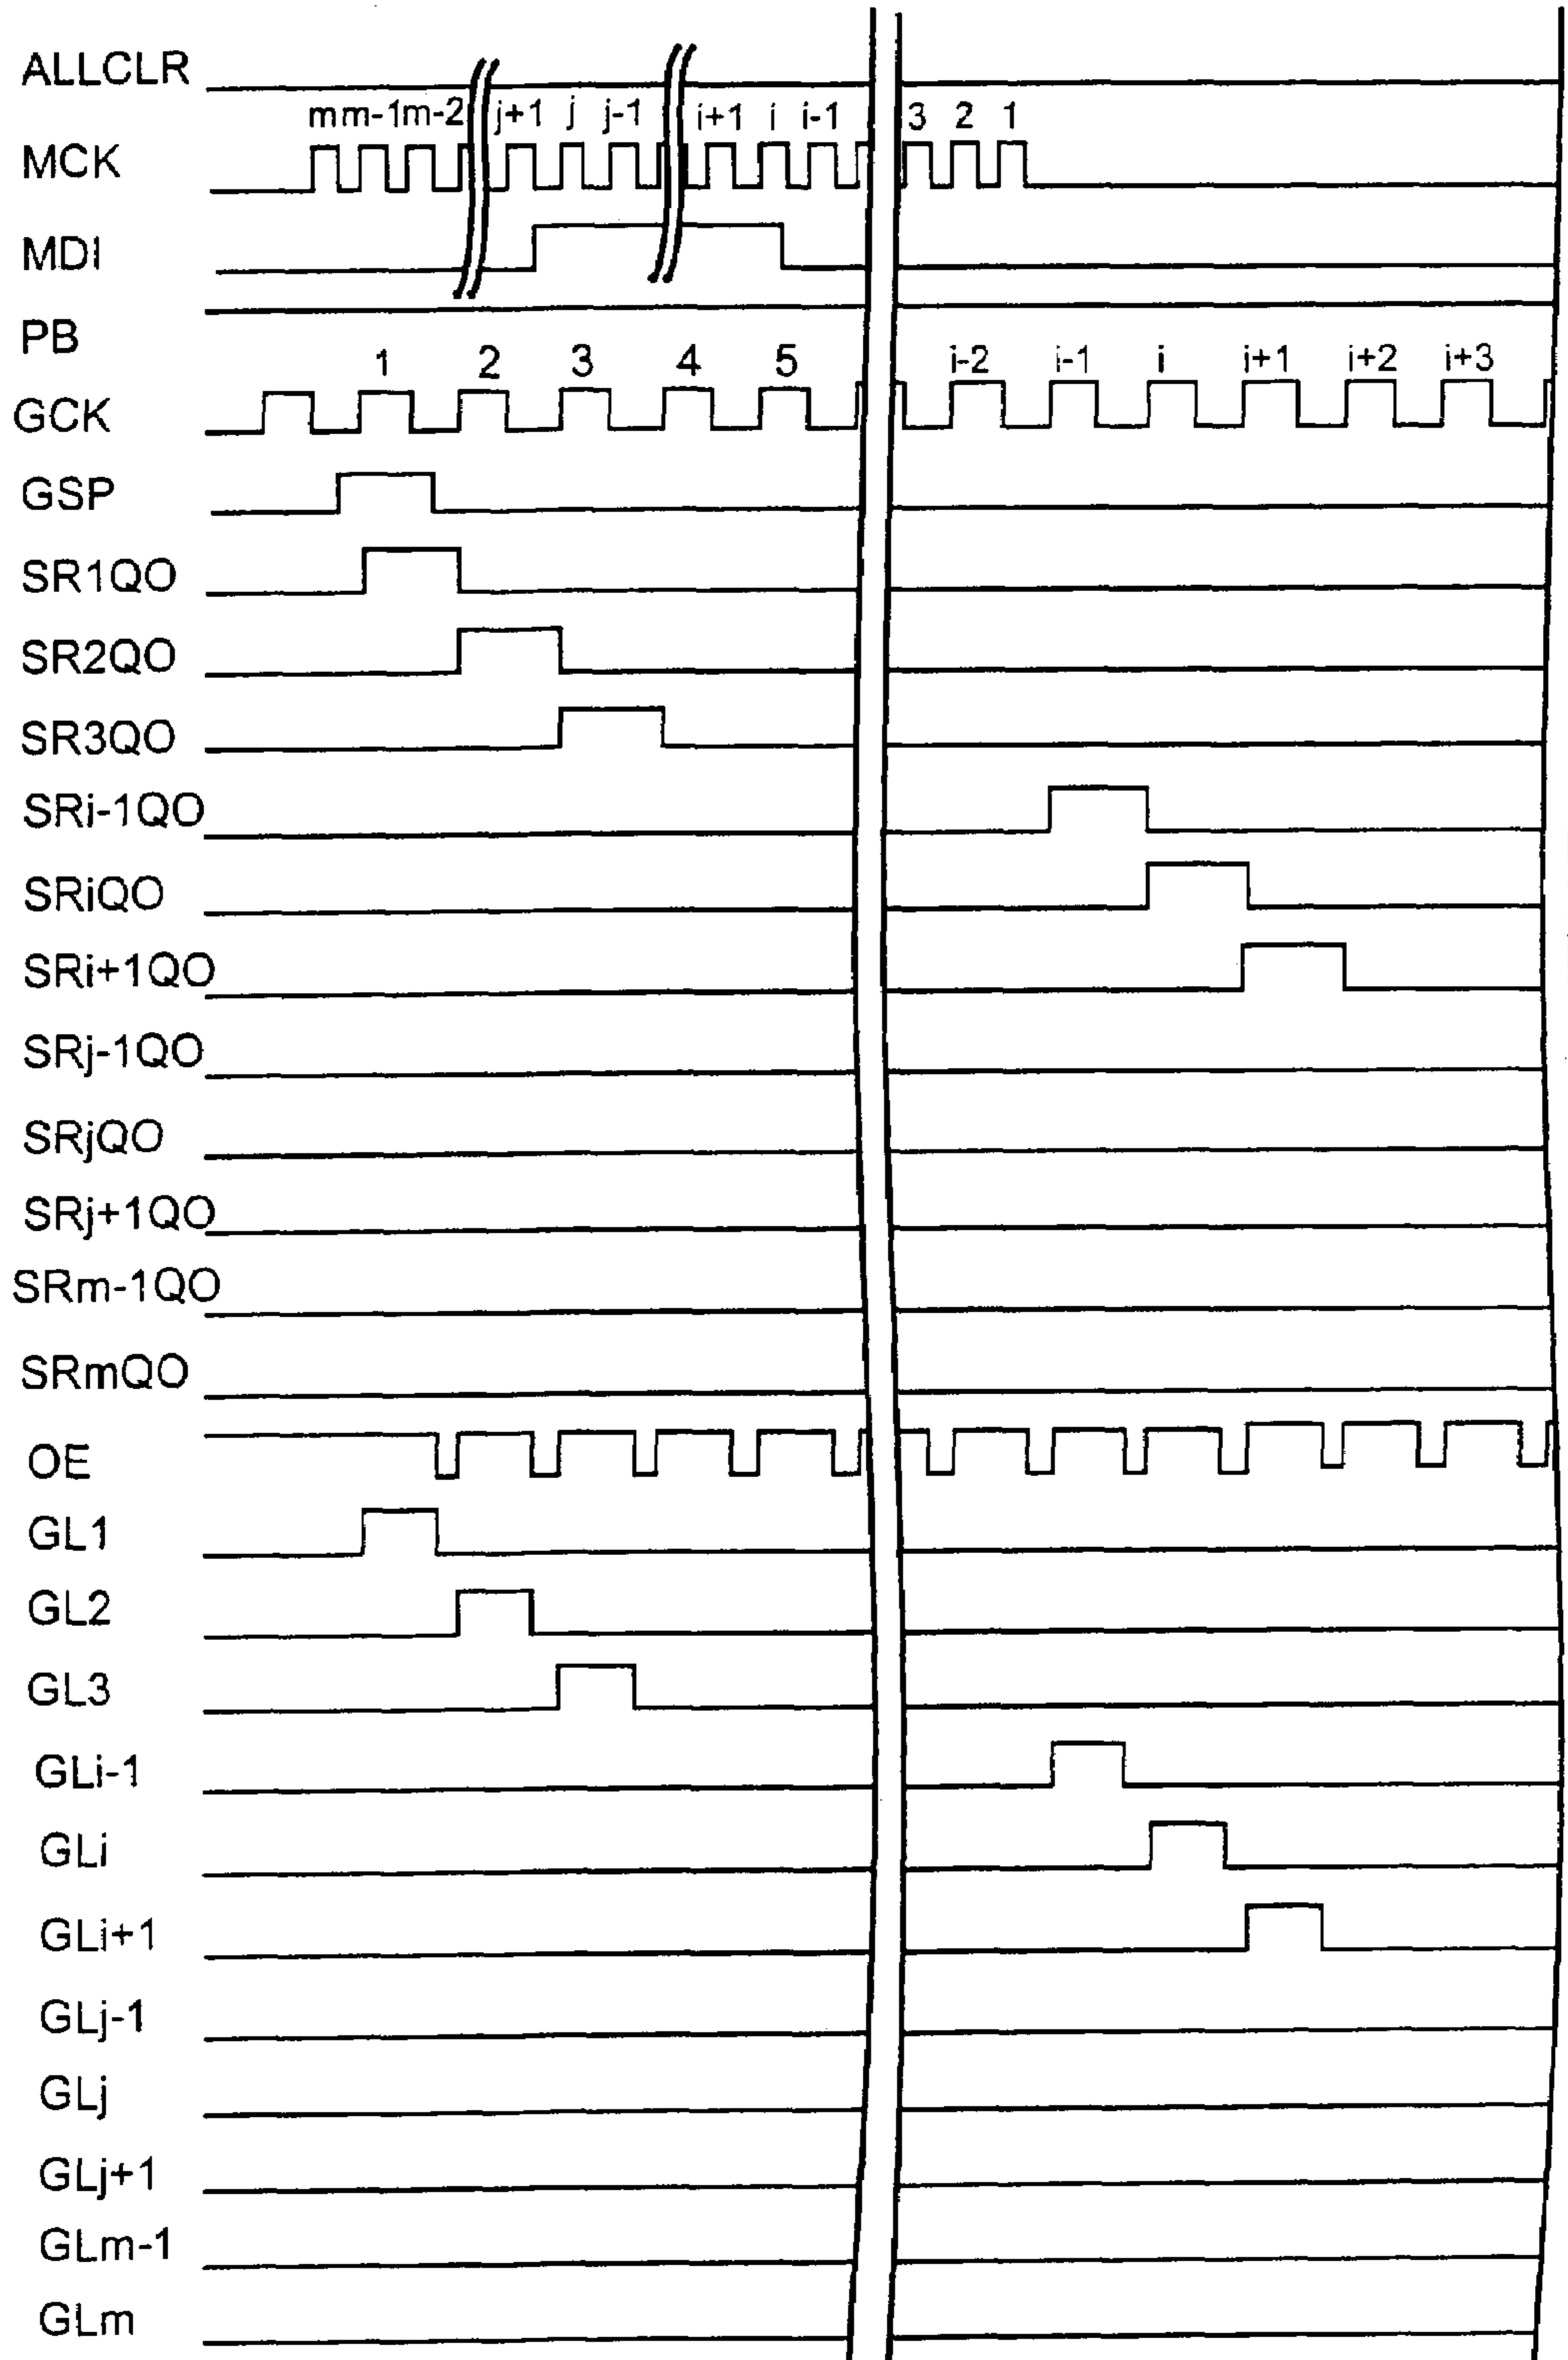 ALLCLR
m m-1 m-2 j+1 j j-1 i+1 i i-1 3 2 1
MCK
MDI
PB
1 2 3 4 5 i-2 i-1 i i+1 i+2 i+3
GCK
GSP
SR1QO
SR2QO
SR3QO
SRi-1QO
SRiQO
SRi+1QO
SRj-1QO
SRjQO
SRj+1QO
SRm-1QO
SRmQO
OE
GL1
GL2
GL3
GLi-1
GLi
GLi+1
GLj-1
GLj
GLj+1
GLm-1
GLm